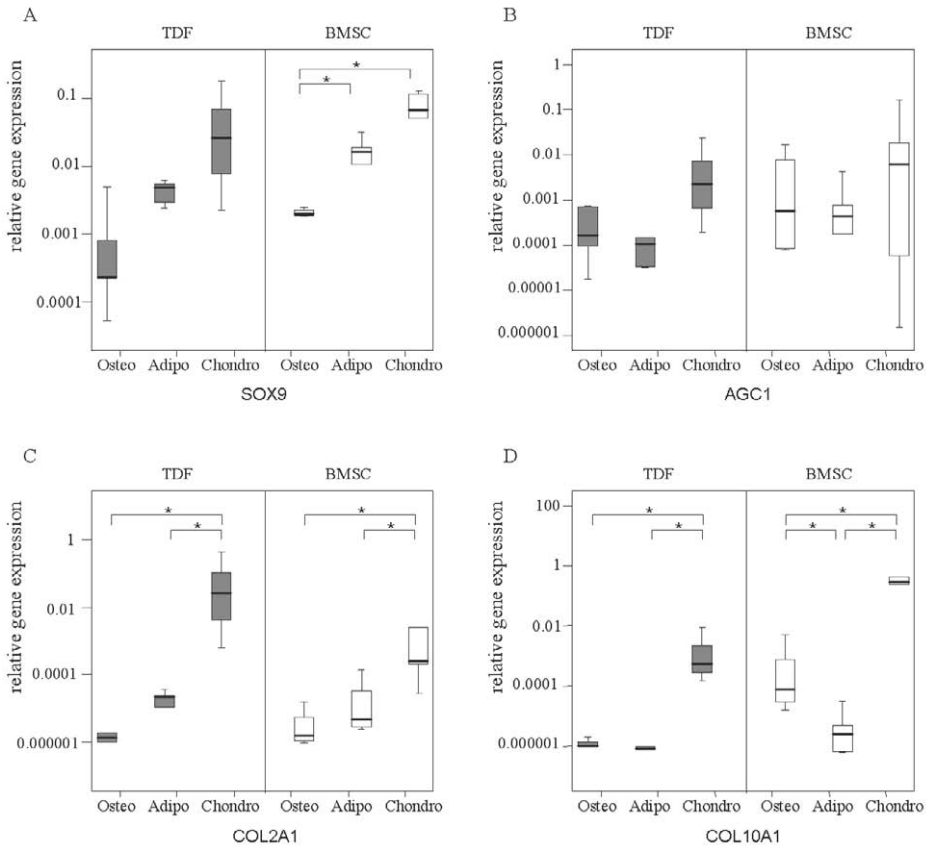 A
TDF BMSC
relative gene expression
*
*
0.1
0.01
0.001
0.0001
Osteo Adipo Chondro Osteo Adipo Chondro
SOX9
B
TDF BMSC
relative gene expression
1
0.1
0.01
0.001
0.0001
0.00001
0.000001
Osteo Adipo Chondro Osteo Adipo Chondro
AGC1
C
TDF BMSC
relative gene expression
* *
* *
1
0.01
0.0001
0.000001
Osteo Adipo Chondro Osteo Adipo Chondro
COL2A1
D
TDF BMSC
relative gene expression
100
* *
* * *
1
0.01
0.0001
0.000001
Osteo Adipo Chondro Osteo Adipo Chondro
COL10A1